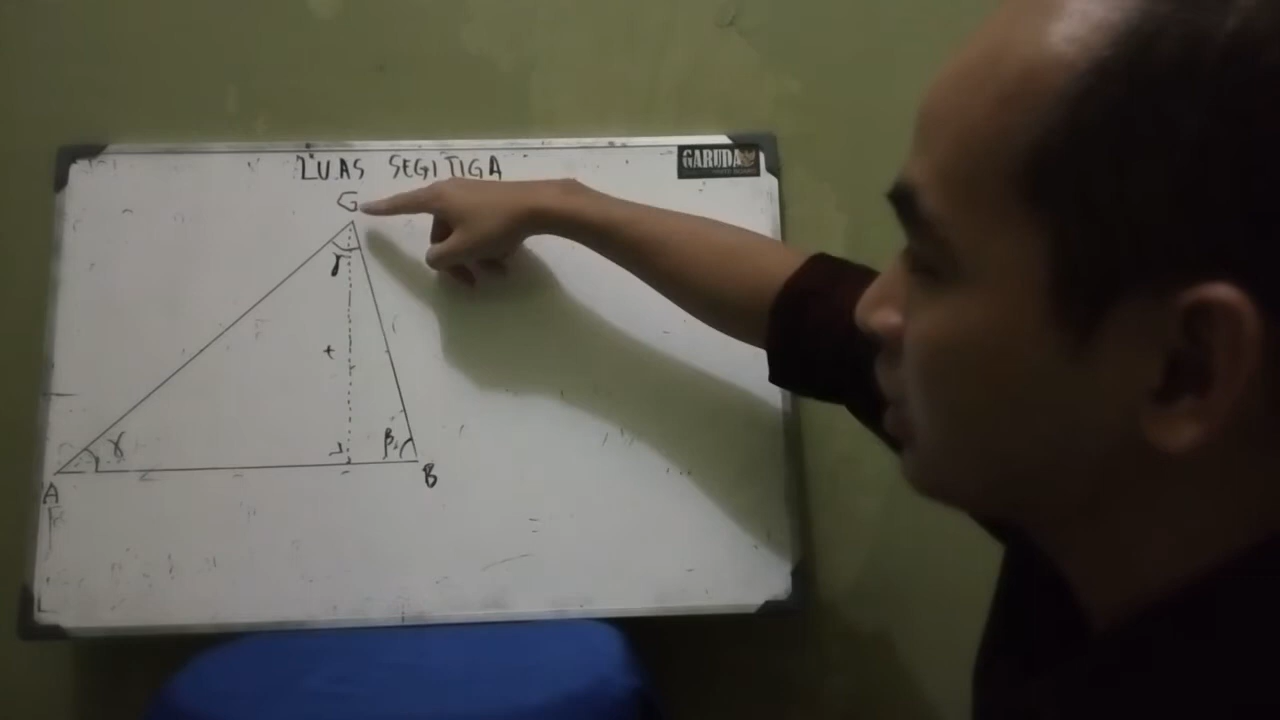 LUAS SEGITIGA
GARUDA
G
γ
t
γ
β
A
B